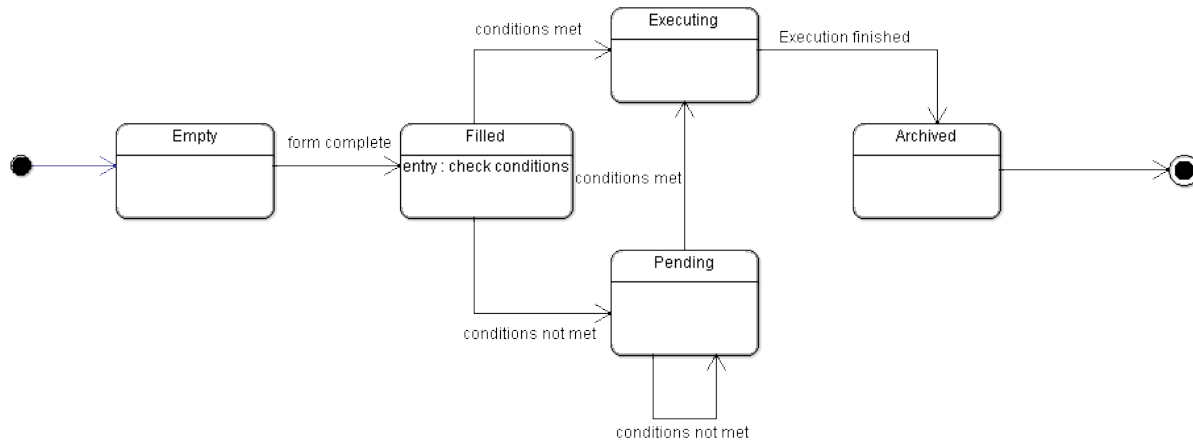 Executing
conditions met
Execution finished
Empty
form complete
Filled
entry : check conditions
Archived
conditions met
Pending
conditions not met
conditions not met